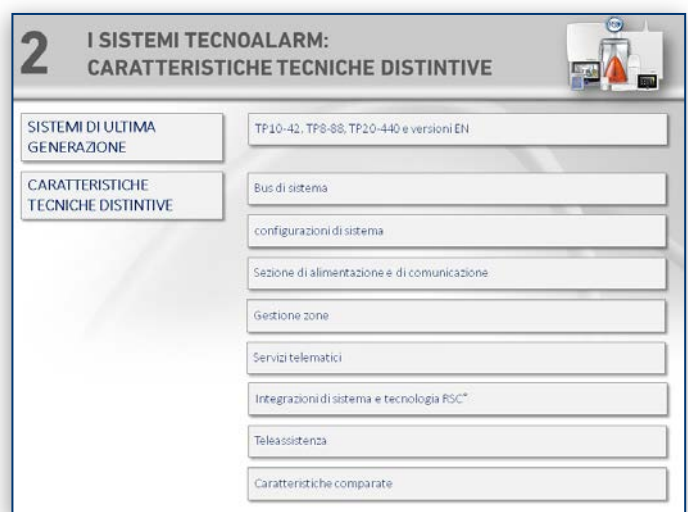 2
I SISTEMI TECNOALARM:
CARATTERISTICHE TECNICHE DISTINTIVE
SISTEMI DI ULTIMA
GENERAZIONE
TP10-42, TP8-88, TP20-440 e versioni EN
CARATTERISTICHE
TECNICHE DISTINTIVE
Bus di sistema
configurazioni di sistema
Sezione di alimentazione e di comunicazione
Gestione zone
Servizi telematici
Integrazioni di sistema e tecnologia RSC®
Teleassistenza
Caratteristiche comparate